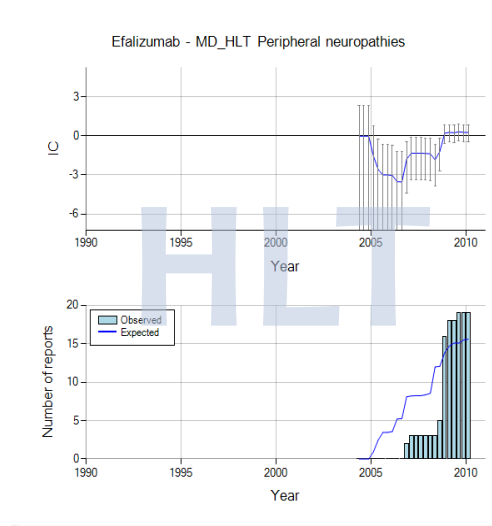 Efalizumab - MD_HLT Peripheral neuropathies
IC
3
0
-3
-6
1990 1995 2000 2005 2010
Year
HLT
Number of reports
20
15
10
5
0
Observed
Expected
1990 1995 2000 2005 2010
Year